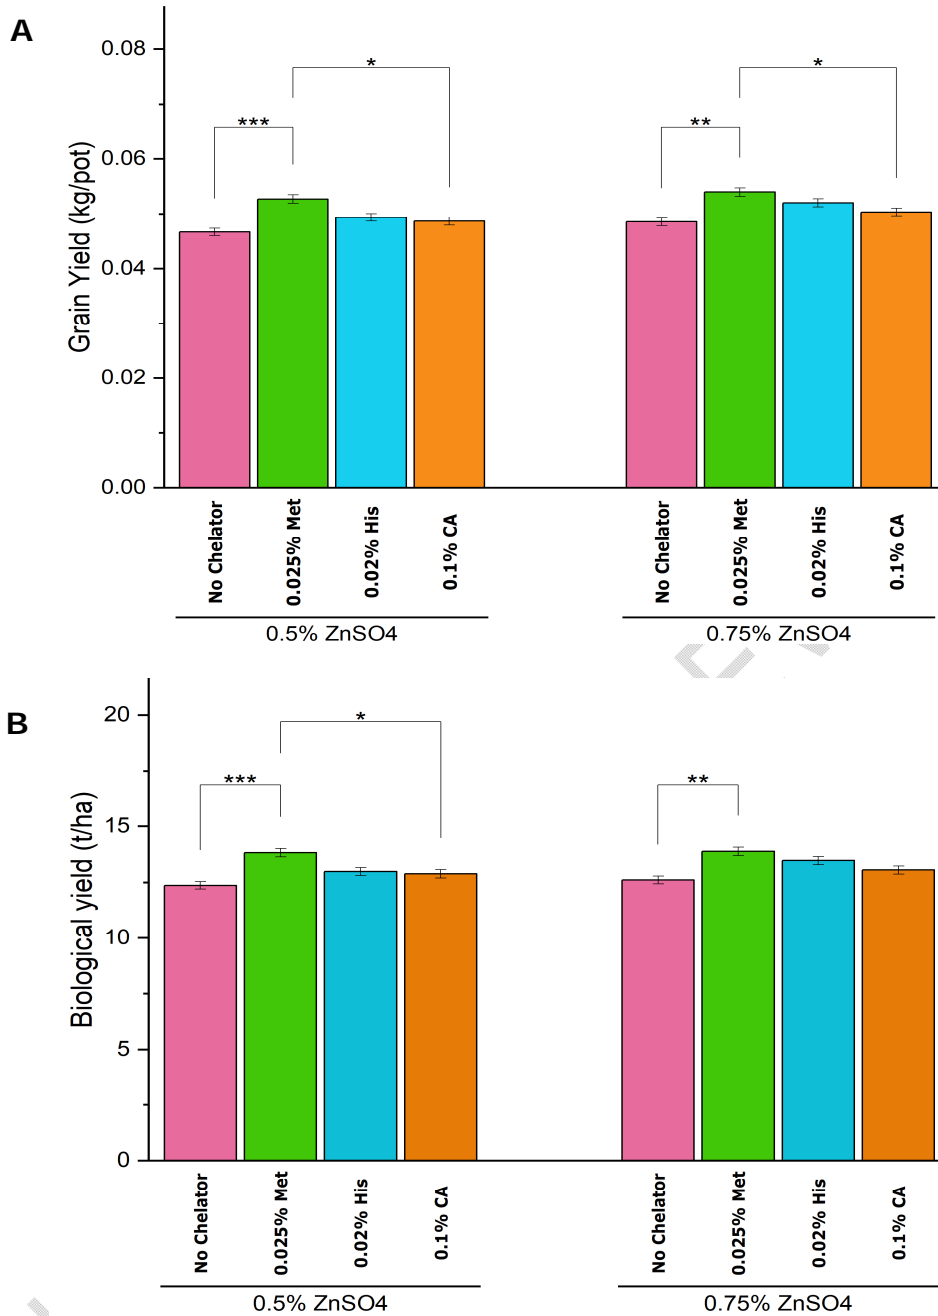 A
Grain Yield (kg/pot)
0.08
0.06
0.04
0.02
0.00
***
*
**
*
No Chelator
0.025% Met
0.02% His
0.1% CA
No Chelator
0.025% Met
0.02% His
0.1% CA
0.5% ZnSO4
0.75% ZnSO4
B
Biological yield (t/ha)
20
15
10
5
0
***
*
**
No Chelator
0.025% Met
0.02% His
0.1% CA
No Chelator
0.025% Met
0.02% His
0.1% CA
0.5% ZnSO4
0.75% ZnSO4